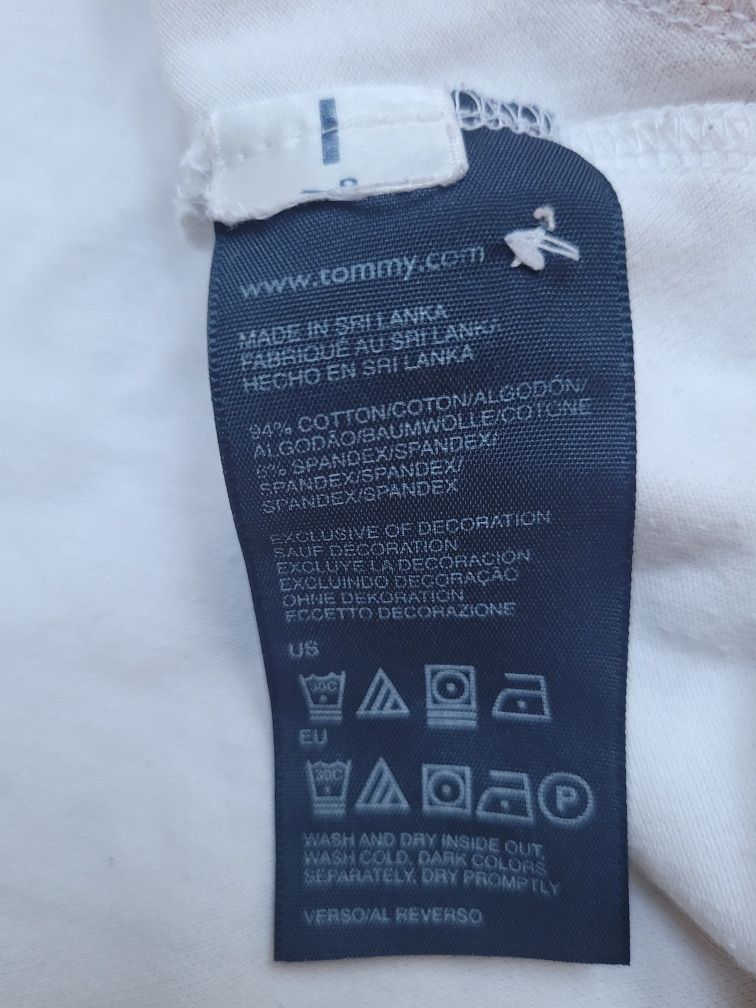 www.tommy.com
MADE IN SRI LANKA
FABRIQUÉ AU SRI LANKA
HECHO EN SRI LANKA
94% COTTON/COTON/ALGODÓN/
ALGODÃO/BAUMWOLLE/COTONE
6% SPANDEX/SPANDEX/
SPANDEX/SPANDEX/
SPANDEX/SPANDEX
EXCLUSIVE OF DECORATION
SAUF DÉCORATION
EXCLUYE LA DECORACIÓN
EXCLUINDO DECORAÇÃO
OHNE DEKORATION
ECCETTO DECORAZIONE
US
30C
EU
30C
P
WASH AND DRY INSIDE OUT,
WASH COLD, DARK COLORS
SEPARATELY. DRY PROMPTLY
VERSO/AL REVERSO